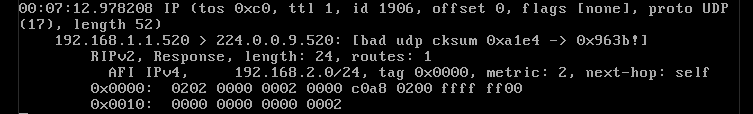 00:07:12.978208 IP (tos 0xc0, ttl 1, id 1906, offset 0, flags [none], proto UDP
(17), length 52)
192.168.1.1.520 > 224.0.0.9.520: [bad udp cksum 0xa1e4 -> 0x963b!]
RIPv2, Response, length: 24, routes: 1
AFI IPv4, 192.168.2.0/24, tag 0x0000, metric: 2, next-hop: self
0x0000: 0202 0000 0002 0000 c0a8 0200 ffff ff00
0x0010: 0000 0000 0000 0002